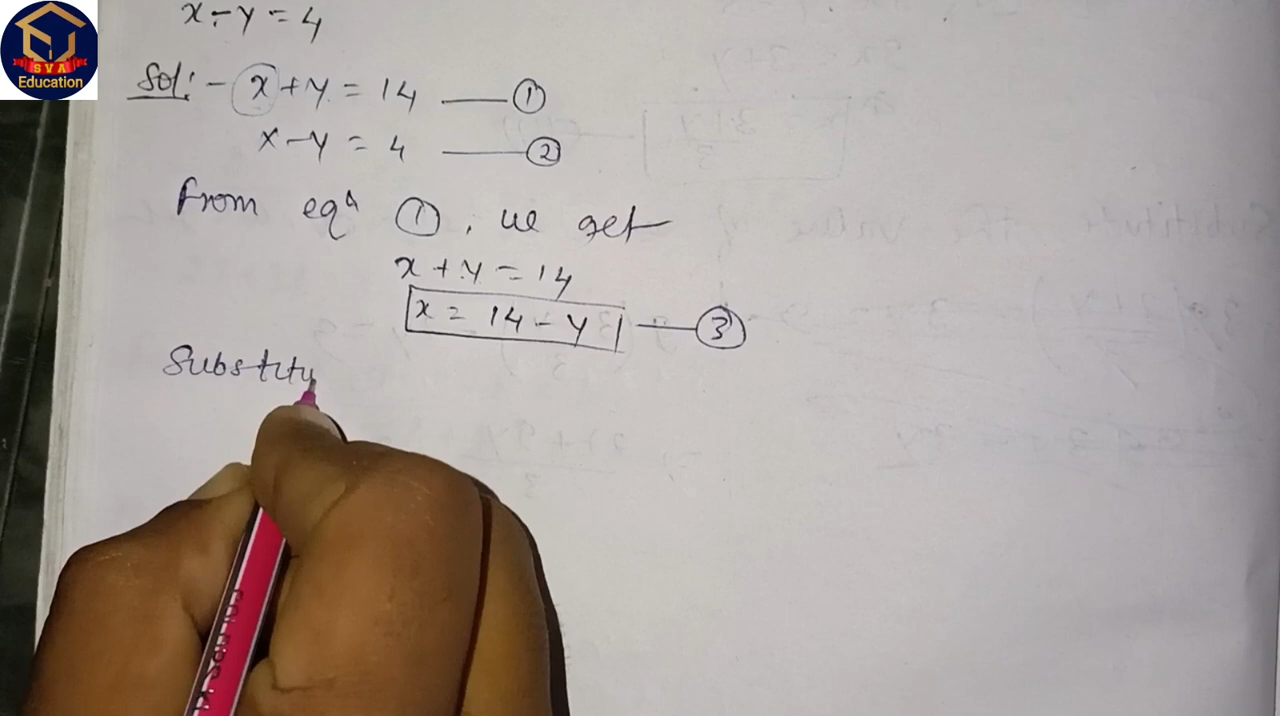 SVA
Education
x - y = 4
Sol: - x + y = 14 —— ①
x - y = 4 —— ②
From eqn ①, we get
x + y = 14
x = 14 - y —— ③
Substitu